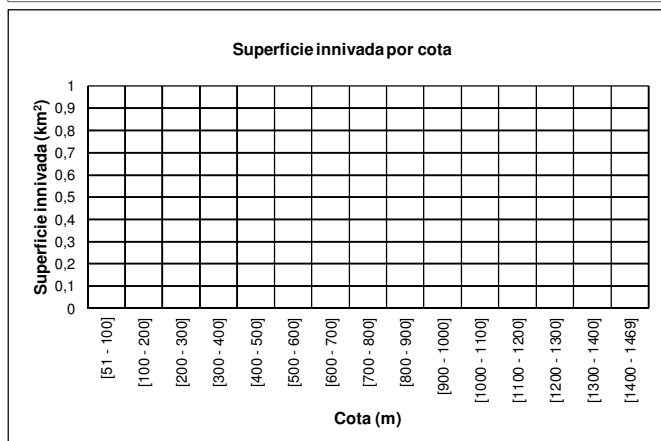 Superficie innivada por cota
Superficie innivada (km²)
1
0,9
0,8
0,7
0,6
0,5
0,4
0,3
0,2
0,1
0
[51 - 100]
[100 - 200]
[200 - 300]
[300 - 400]
[400 - 500]
[500 - 600]
[600 - 700]
[700 - 800]
[800 - 900]
[900 - 1000]
[1000 - 1100]
[1100 - 1200]
[1200 - 1300]
[1300 - 1400]
[1400 - 1469]
Cota (m)